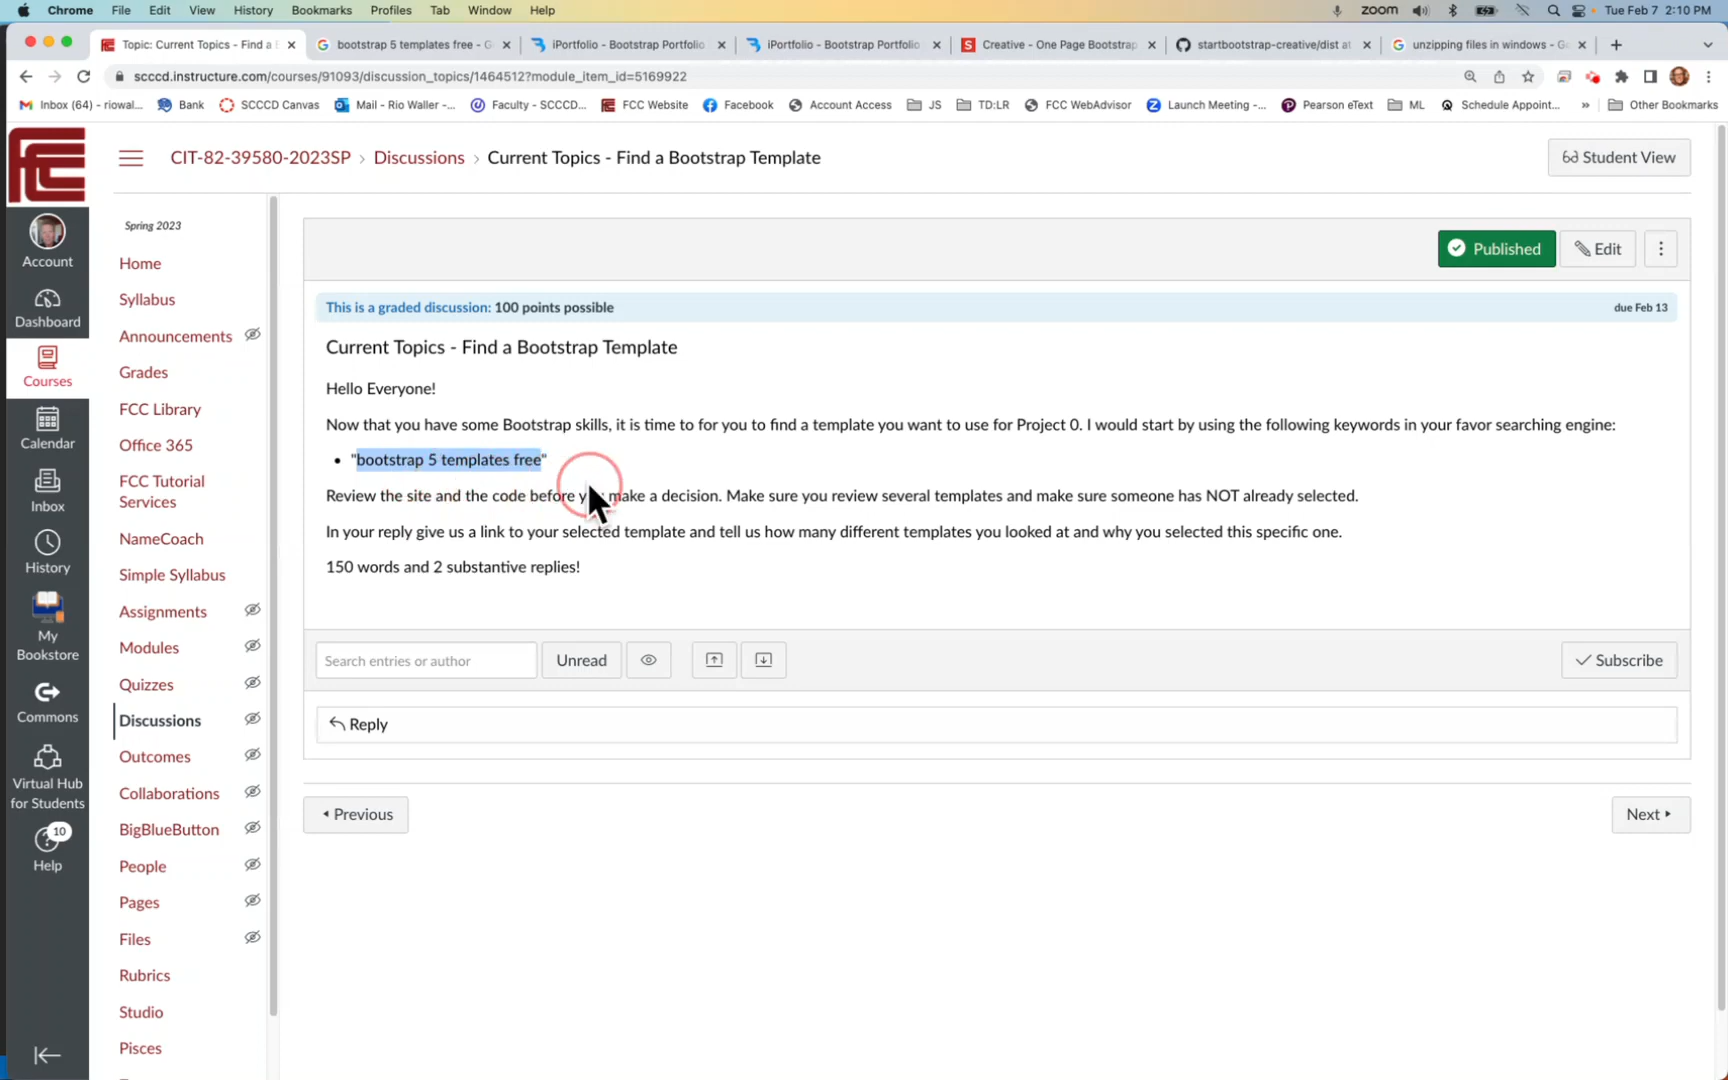 Chrome File Edit View History Bookmarks Profiles Tab Window Help zoom Tue Feb 7 2:10 PM
Topic: Current Topics - Find a B bootstrap 5 templates free - G iPortfolio - Bootstrap Portfolio iPortfolio - Bootstrap Portfolio Creative - One Page Bootstrap startbootstrap-creative/dist at unzipping files in windows - Go
scccd.instructure.com/courses/91093/discussion_topics/1464512?module_item_id=5169922
Inbox (64) - riowal... Bank SCCCD Canvas Mail - Rio Waller -... Faculty - SCCCD... FCC Website Facebook Account Access JS TD:LR FCC WebAdvisor Launch Meeting -... Pearson eText ML Schedule Appoint... » Other Bookmarks
CIT-82-39580-2023SP › Discussions › Current Topics - Find a Bootstrap Template
Student View
Account
Dashboard
Courses
Calendar
Inbox
History
My
Bookstore
Commons
Virtual Hub
for Students
10
Help
Spring 2023
Home
Syllabus
Announcements
Grades
FCC Library
Office 365
FCC Tutorial
Services
NameCoach
Simple Syllabus
Assignments
Modules
Quizzes
Discussions
Outcomes
Collaborations
BigBlueButton
People
Pages
Files
Rubrics
Studio
Pisces
Published Edit
This is a graded discussion: 100 points possible due Feb 13
Current Topics - Find a Bootstrap Template
Hello Everyone!
Now that you have some Bootstrap skills, it is time to for you to find a template you want to use for Project 0. I would start by using the following keywords in your favor searching engine:
• "bootstrap 5 templates free"
Review the site and the code before you make a decision. Make sure you review several templates and make sure someone has NOT already selected.
In your reply give us a link to your selected template and tell us how many different templates you looked at and why you selected this specific one.
150 words and 2 substantive replies!
Search entries or author Unread Subscribe
Reply
Previous Next